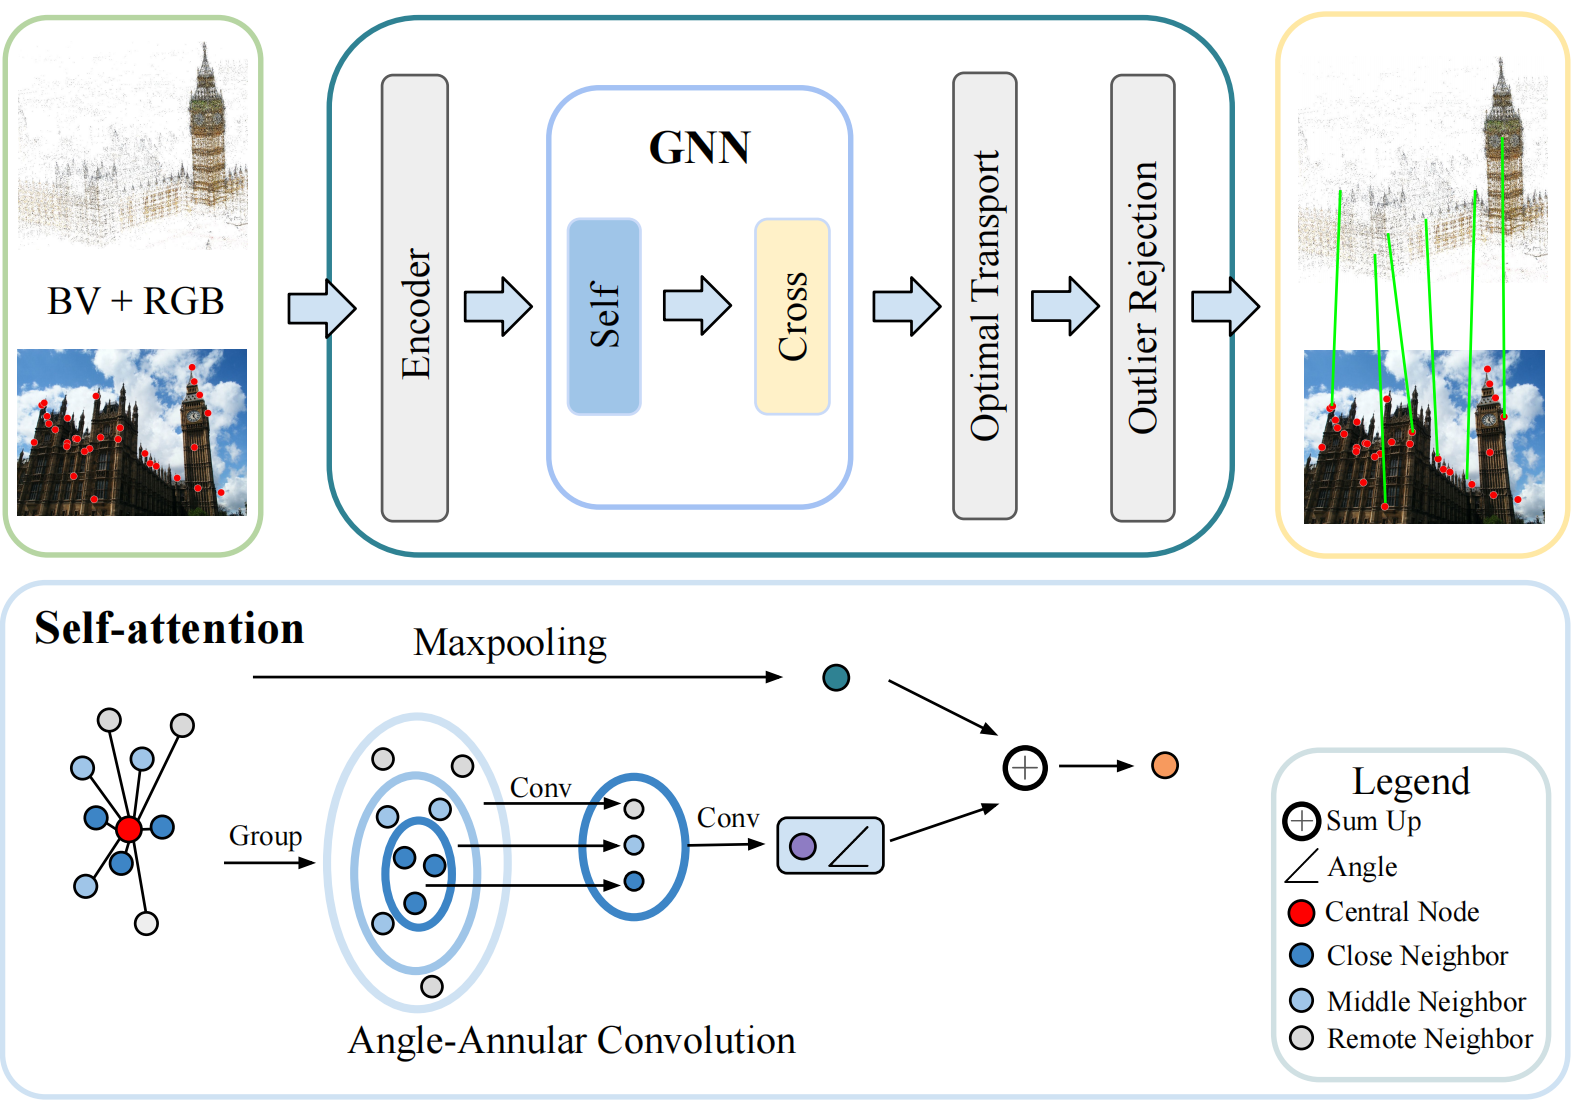 BV + RGB
Encoder
GNN
Self
Cross
Optimal Transport
Outlier Rejection
Self-attention
Maxpooling
Group
Conv
Conv
Angle-Annular Convolution
Legend
Sum Up
Angle
Central Node
Close Neighbor
Middle Neighbor
Remote Neighbor